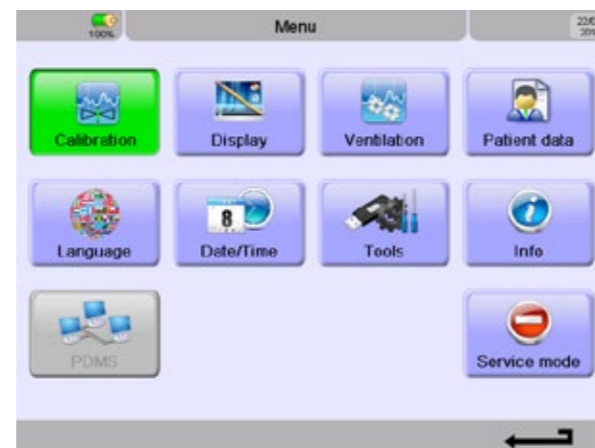 100%
Menu
Calibration
Display
Ventilation
Patient data
Language
8
Date/Time
Tools
Info
PDMS
Service mode